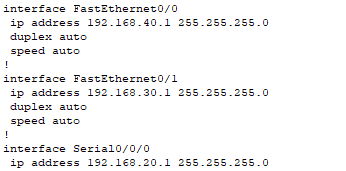 interface FastEthernet0/0
 ip address 192.168.40.1 255.255.255.0
 duplex auto
 speed auto
!
interface FastEthernet0/1
 ip address 192.168.30.1 255.255.255.0
 duplex auto
 speed auto
!
interface Serial0/0/0
 ip address 192.168.20.1 255.255.255.0